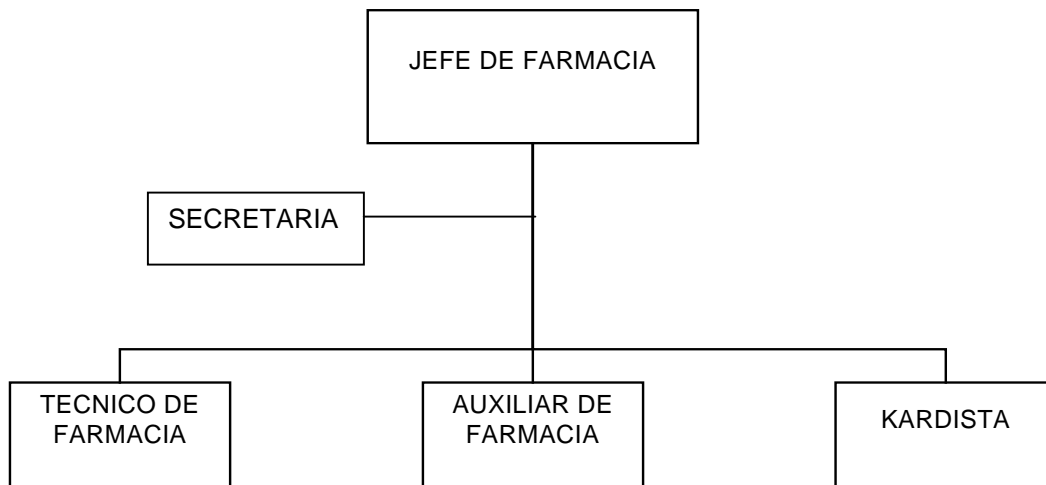 JEFE DE FARMACIA
SECRETARIA
TECNICO DE
FARMACIA
AUXILIAR DE
FARMACIA
KARDISTA